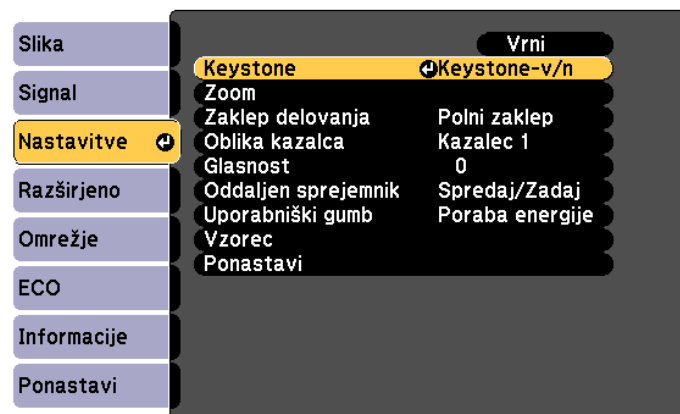 Slika
Signal
Nastavitve
Razširjeno
Omrežje
ECO
Informacije
Ponastavi
Vrni
Keystone Keystone-v/n
Zoom
Zaklep delovanja Polni zaklep
Oblika kazalca Kazalec 1
Glasnost 0
Oddaljen sprejemnik Spredaj/Zadaj
Uporabniški gumb Poraba energije
Vzorec
Ponastavi